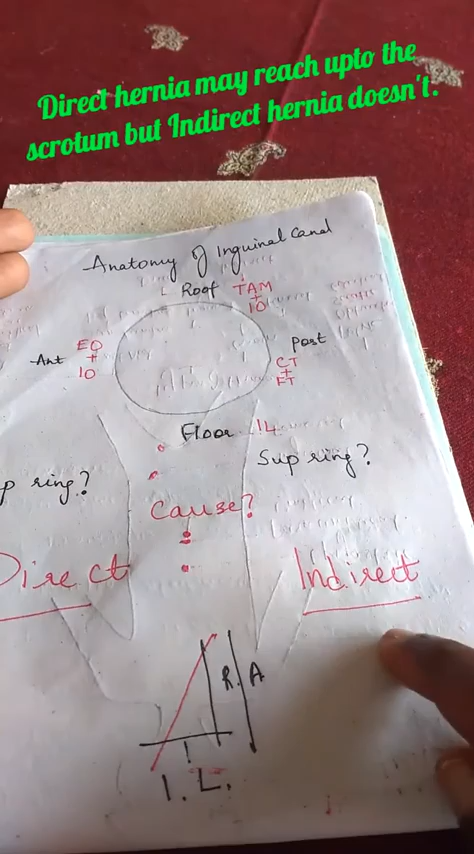 Direct hernia may reach upto the
scrotum but Indirect hernia doesn't.
Anatomy of Inguinal Canal
Roof TAM
+
IO
Ant EO
+
IO
Post
CT
+
FT
Floor IL
Sup ring?
p ring?
Cause?
Direct
Indirect
R. A
I. L.